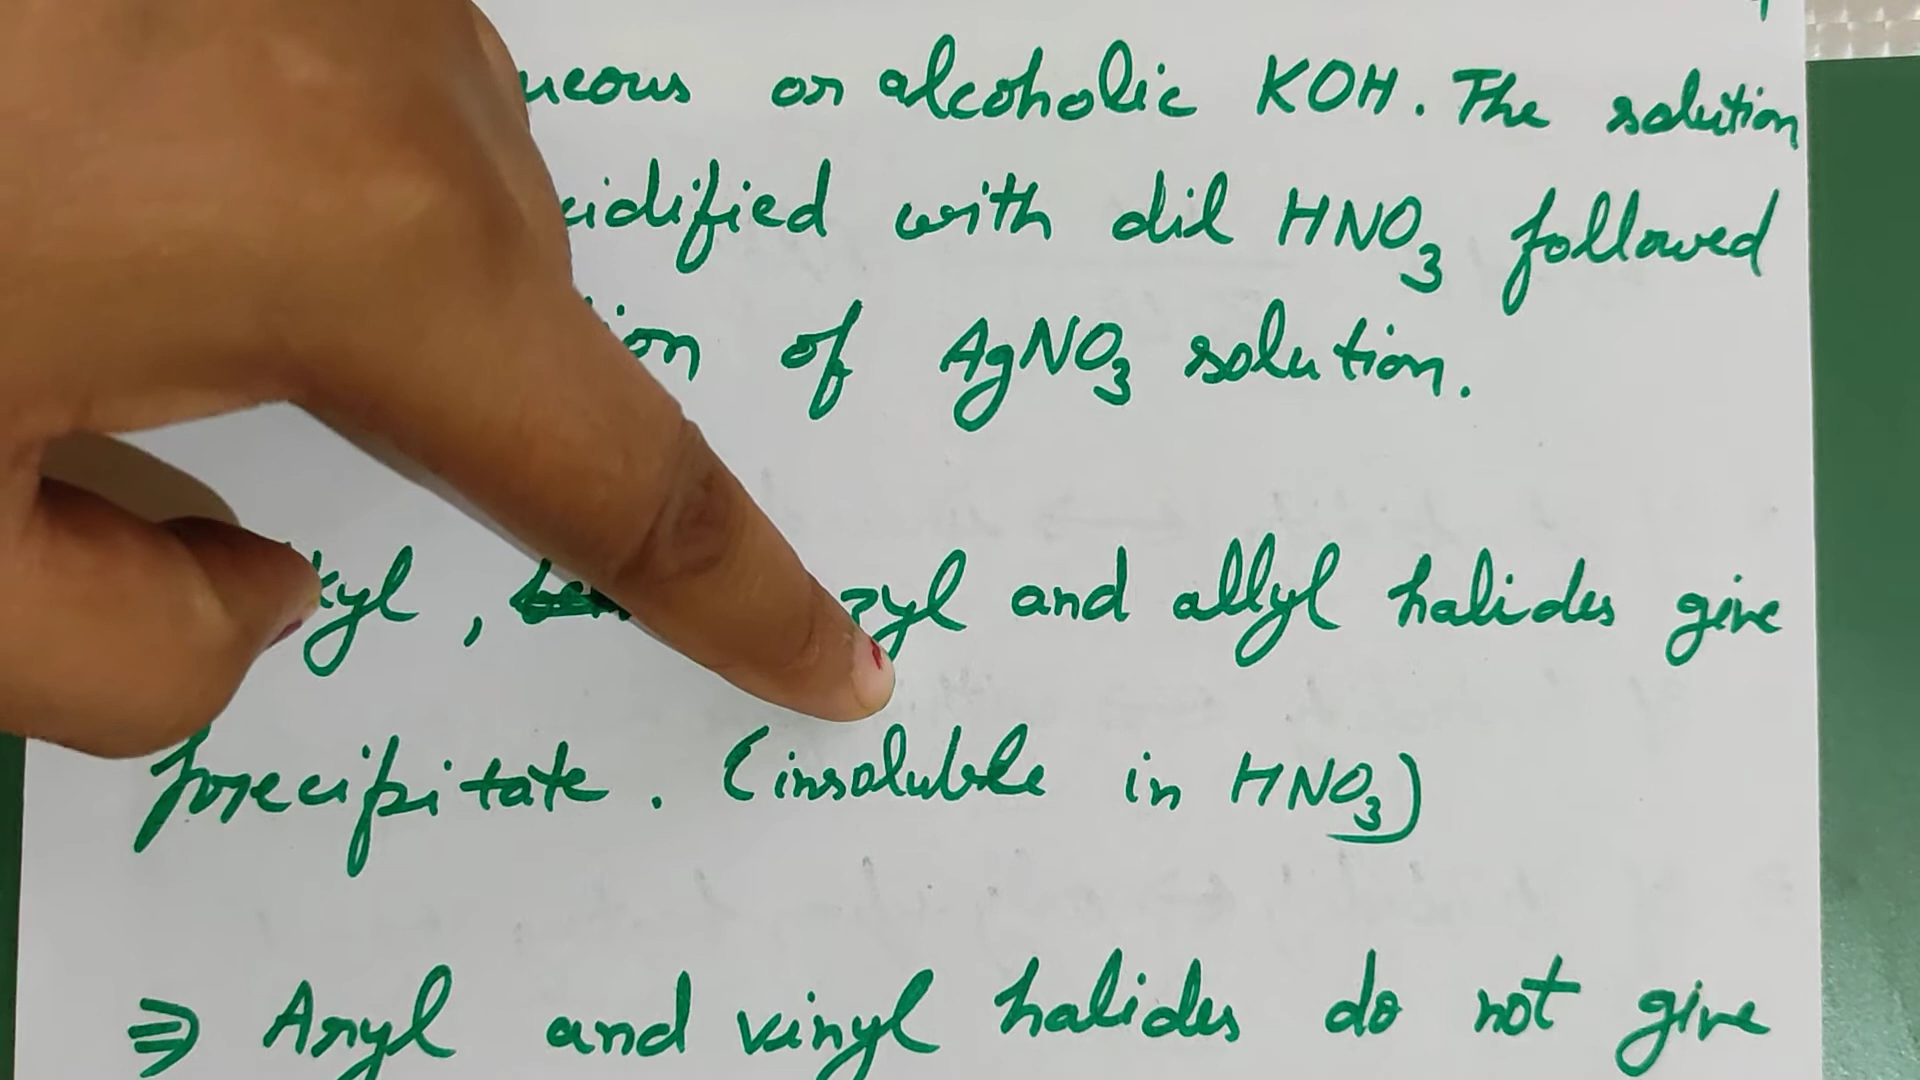 or alcoholic KOH. The solution
with dil HNO3 followed
of AgNO3 solution.
, and allyl halides give
precipitate. (insoluble in HNO3)
⇒ Aryl and vinyl halides do not give